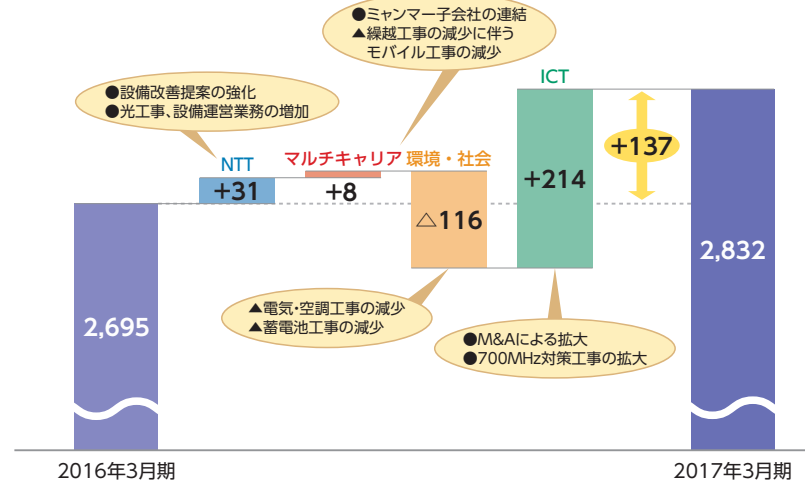 ●ミャンマー子会社の連結
▲繰越工事の減少に伴う
モバイル工事の減少
●設備改善提案の強化
●光工事、設備運営業務の増加
NTT
マルチキャリア
環境・社会
ICT
+31
+8
△116
+214
+137
2,695
2,832
▲電気・空調工事の減少
▲蓄電池工事の減少
●M&Aによる拡大
●700MHz対策工事の拡大
2016年3月期
2017年3月期